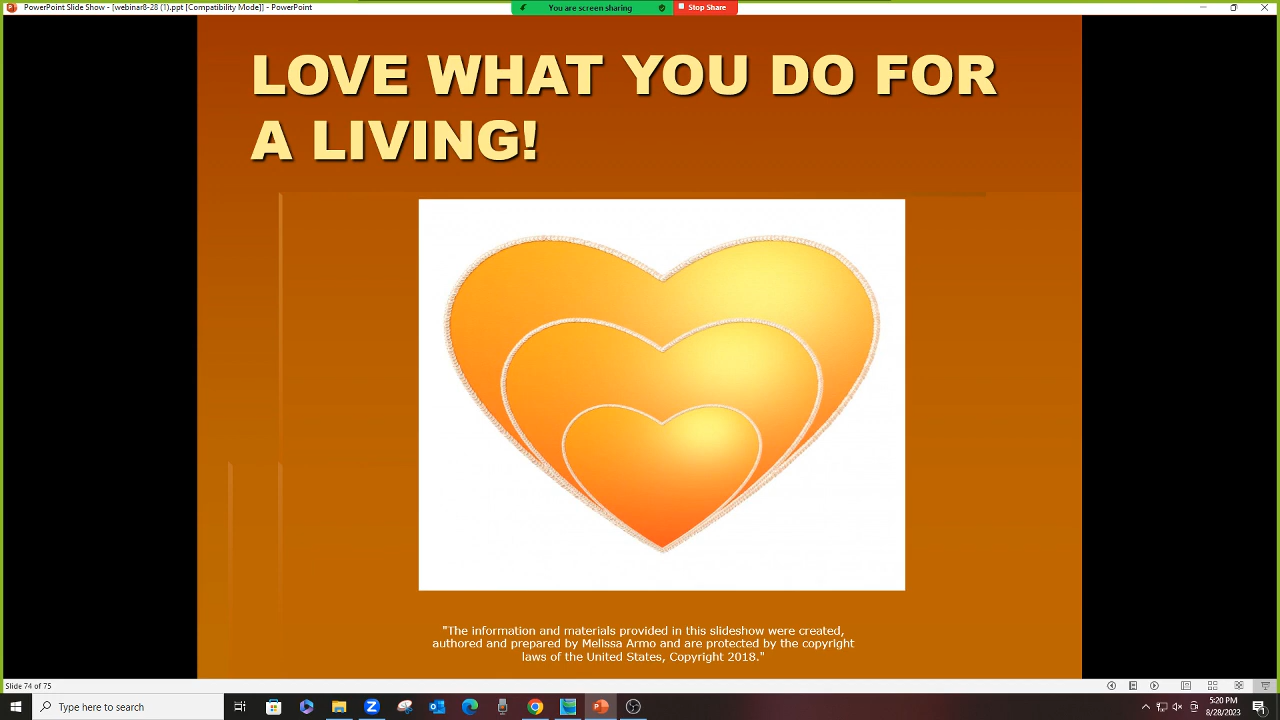 PowerPoint Slide Show - [webinar8-28 (1).ppt [Compatibility Mode]] - PowerPoint
You are screen sharing
Stop Share
LOVE WHAT YOU DO FOR
A LIVING!
"The information and materials provided in this slideshow were created,
authored and prepared by Melissa Armo and are protected by the copyright
laws of the United States, Copyright 2018."
Slide 74 of 75
Type here to search
5:20 PM
8/28/2023
1